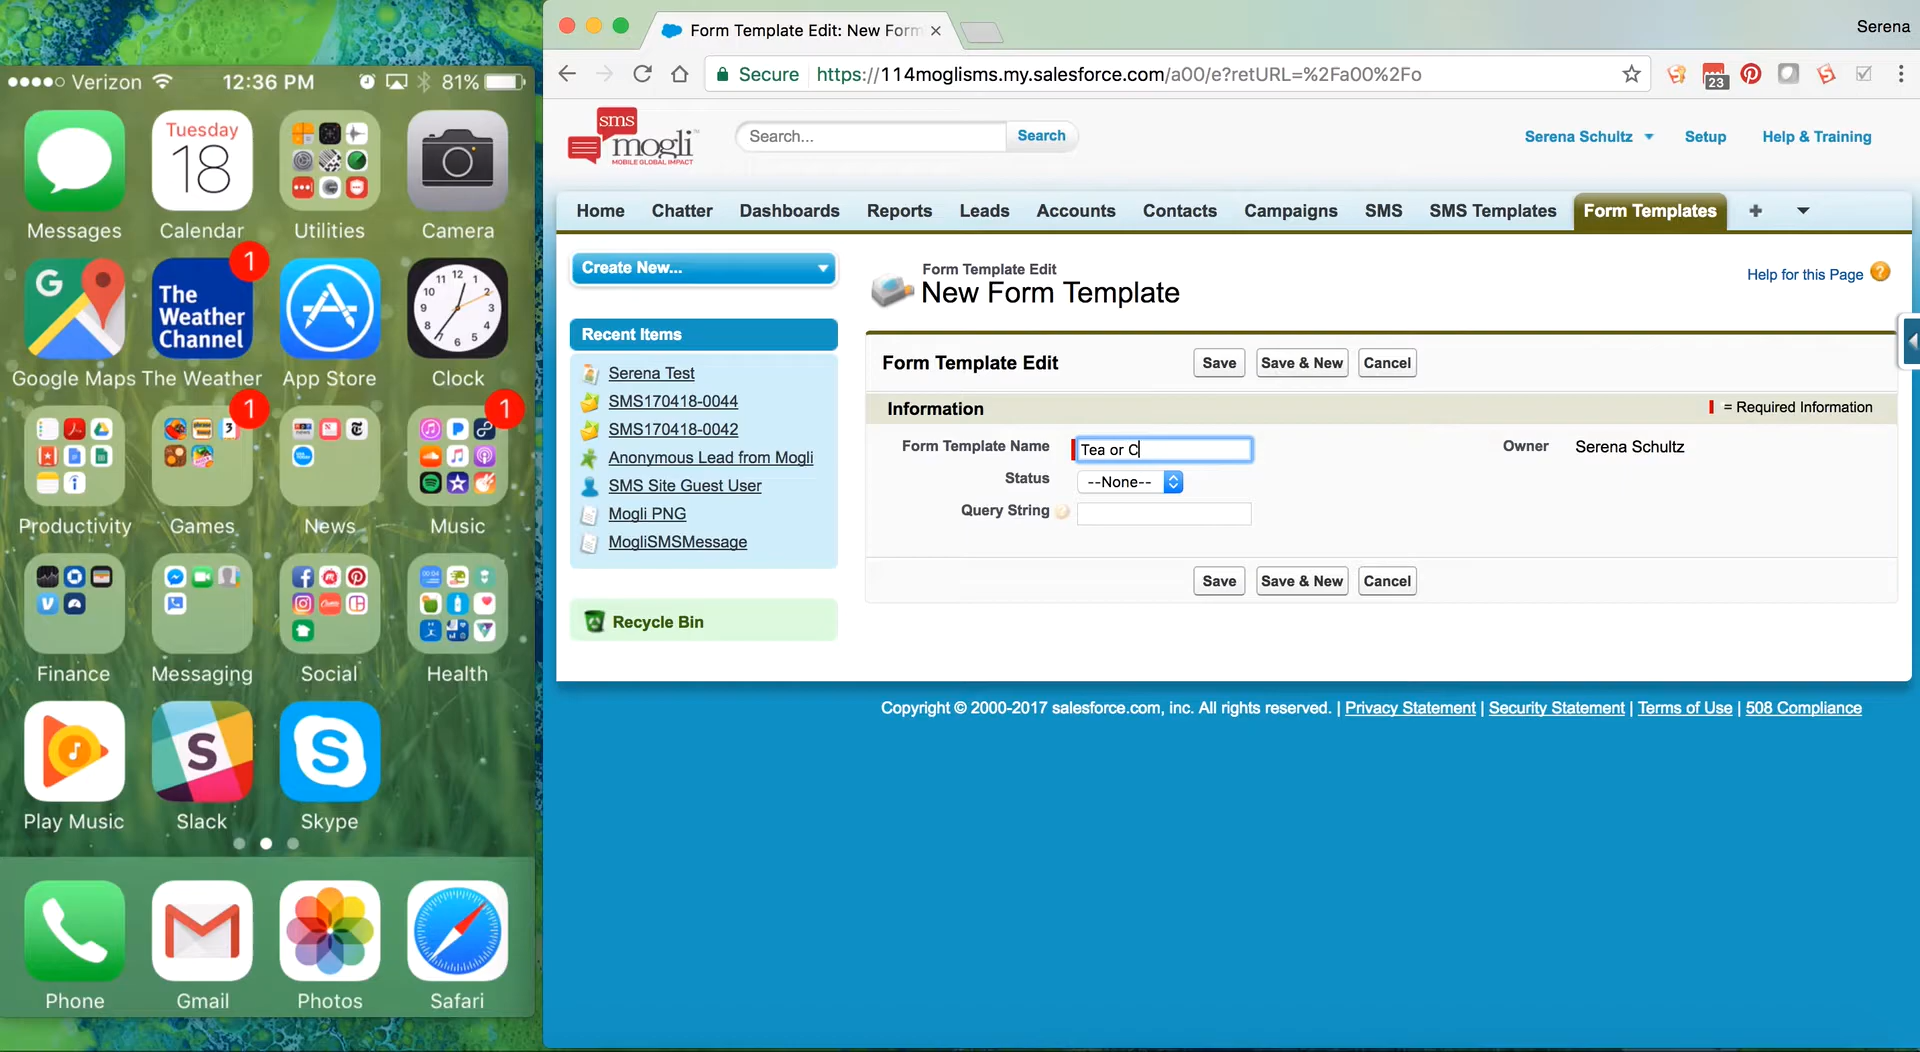 Verizon 12:36 PM 81%
Messages
Tuesday
18
Calendar
Utilities
Camera
G
Google Maps
The
Weather
Channel
1
The Weather
App Store
Clock
Productivity
1
Games
News
1
Music
Finance
Messaging
Social
Health
Play Music
S
Slack
S
Skype
Phone
Gmail
Photos
Safari
Form Template Edit: New Form
Serena
Secure https://114moglisms.my.salesforce.com/a00/e?retURL=%2Fa00%2Fo
23
sms
mogli
MOBILE GLOBAL IMPACT
Search...
Search
Serena Schultz
Setup
Help & Training
Home
Chatter
Dashboards
Reports
Leads
Accounts
Contacts
Campaigns
SMS
SMS Templates
Form Templates
+
Create New...
Recent Items
Serena Test
SMS170418-0044
SMS170418-0042
Anonymous Lead from Mogli
SMS Site Guest User
Mogli PNG
MogliSMSMessage
Recycle Bin
Form Template Edit
New Form Template
Help for this Page ?
Form Template Edit
Save
Save & New
Cancel
Information
= Required Information
Form Template Name Tea or C
Owner Serena Schultz
Status --None--
Query String
Save
Save & New
Cancel
Copyright © 2000-2017 salesforce.com, inc. All rights reserved. | Privacy Statement | Security Statement | Terms of Use | 508 Compliance